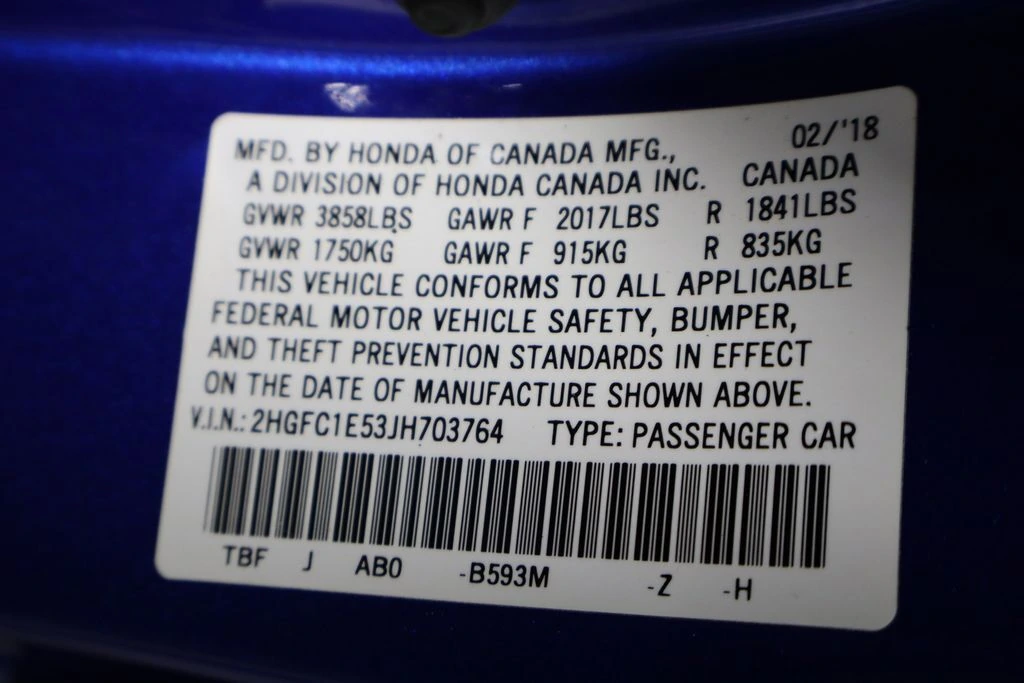 02/'18
MFD. BY HONDA OF CANADA MFG.,
A DIVISION OF HONDA CANADA INC. CANADA
GVWR 3858LBS GAWR F 2017LBS R 1841LBS
GVWR 1750KG GAWR F 915KG R 835KG
THIS VEHICLE CONFORMS TO ALL APPLICABLE
FEDERAL MOTOR VEHICLE SAFETY, BUMPER,
AND THEFT PREVENTION STANDARDS IN EFFECT
ON THE DATE OF MANUFACTURE SHOWN ABOVE.
V.I.N.: 2HGFC1E53JH703764 TYPE: PASSENGER CAR
TBF J AB0 -B593M -Z -H